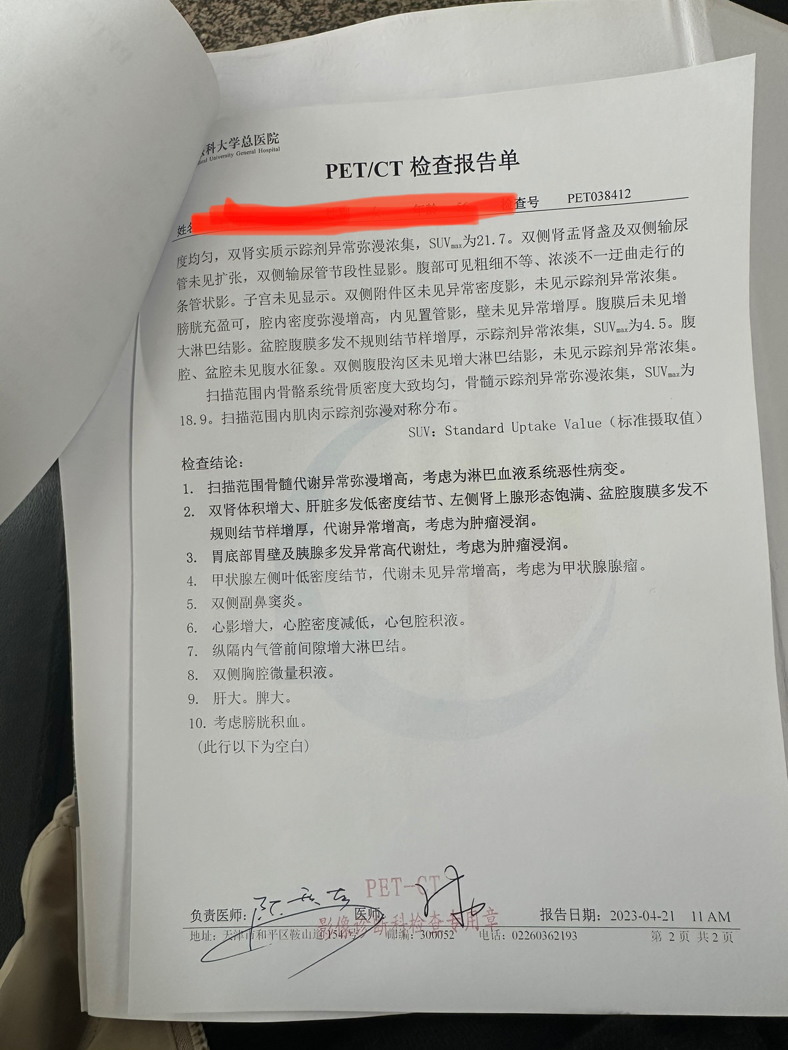 科大学总医院
University General Hospital
PET/CT 检查报告单
查号 PET038412
度均匀，双肾实质示踪剂异常弥漫浓集，SUVmax为21.7。双侧肾盂肾盏及双侧输尿
管未见扩张，双侧输尿管节段性显影。腹部可见粗细不等、浓淡不一迂曲走行的
条管状影。子宫未见显示。双侧附件区未见异常密度影，未见示踪剂异常浓集。
膀胱充盈可，腔内密度弥漫增高，内见置管影，壁未见异常增厚。腹膜后未见增
大淋巴结影。盆腔腹膜多发不规则结节样增厚，示踪剂异常浓集，SUVmax为4.5。腹
腔、盆腔未见腹水征象。双侧腹股沟区未见增大淋巴结影，未见示踪剂异常浓集。
扫描范围内骨骼系统骨质密度大致均匀，骨髓示踪剂异常弥漫浓集，SUVmax为
18.9。扫描范围内肌肉示踪剂弥漫对称分布。
SUV：Standard Uptake Value（标准摄取值）
检查结论：
1. 扫描范围骨髓代谢异常弥漫增高，考虑为淋巴血液系统恶性病变。
2. 双肾体积增大、肝脏多发低密度结节、左侧肾上腺形态饱满、盆腔腹膜多发不
规则结节样增厚，代谢异常增高，考虑为肿瘤浸润。
3. 胃底部胃壁及胰腺多发异常高代谢灶，考虑为肿瘤浸润。
4. 甲状腺左侧叶低密度结节，代谢未见异常增高，考虑为甲状腺腺瘤。
5. 双侧副鼻窦炎。
6. 心影增大，心腔密度减低，心包腔积液。
7. 纵隔内气管前间隙增大淋巴结。
8. 双侧胸腔微量积液。
9. 肝大。脾大。
10. 考虑膀胱积血。
(此行以下为空白)
PET-CT
影像诊断科检查专用章
负责医师： 医师 报告日期：2023-04-21 11 AM
地址：天津市和平区鞍山道154号 邮编：300052 电话：02260362193 第 2 页 共 2 页